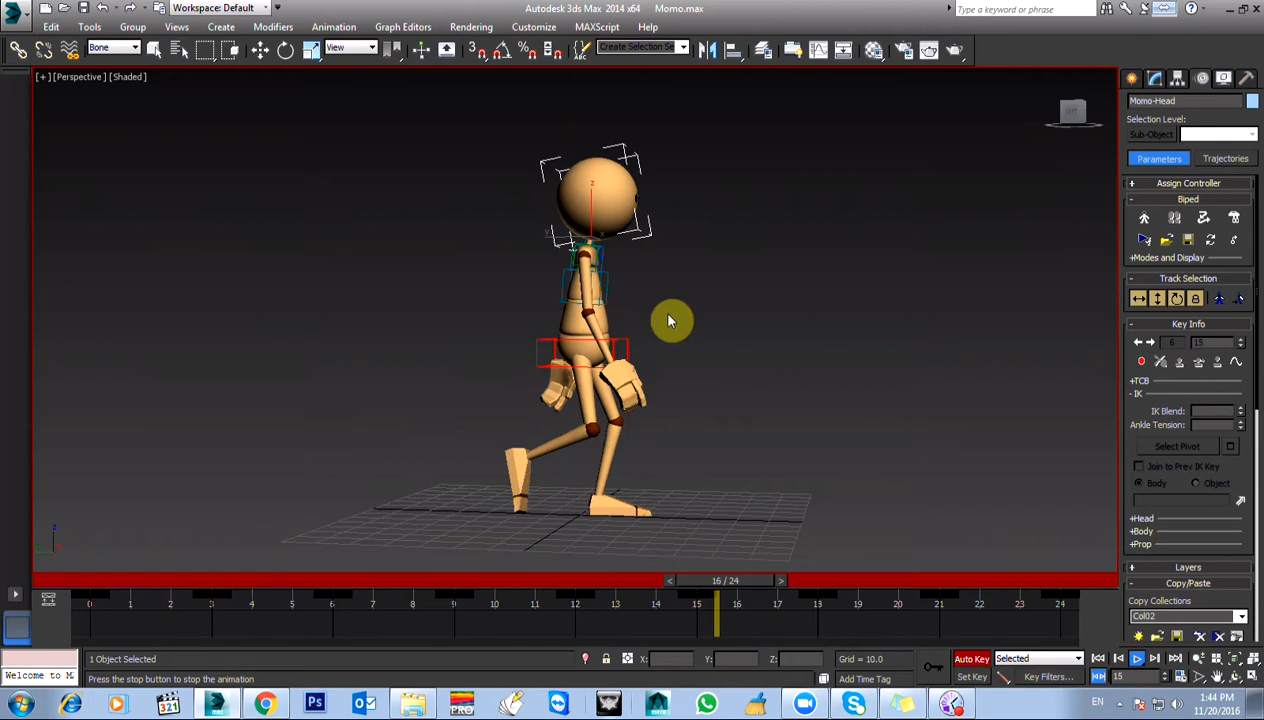 Workspace: Default
Autodesk 3ds Max 2014 x64
Momo.max
Type a keyword or phrase
Edit Tools Group Views Create Modifiers Animation Graph Editors Rendering Customize MAXScript Help
Bone
View
Create Selection Se
[+] [Perspective] [Shaded]
z
x
Momo-Head
Selection Level:
Sub-Object
Parameters Trajectories
+ Assign Controller
- Biped
+Modes and Display
- Track Selection
- Key Info
6 15
+TCB
- IK
IK Blend:
Ankle Tension:
Select Pivot
Join to Prev IK Key
Body Object
+Head
+Body
+Prop
+ Layers
- Copy/Paste
Copy Collections
Col02
< 16 / 24 >
0 1 2 3 4 5 6 7 8 9 10 11 12 13 14 15 16 17 18 19 20 21 22 23 24
1 Object Selected
X: Y: Z:
Grid = 10.0
Auto Key Selected
Welcome to M
Press the stop button to stop the animation
Add Time Tag
Set Key Key Filters...
15
321
Ps
PRO
EN
1:44 PM
11/20/2016